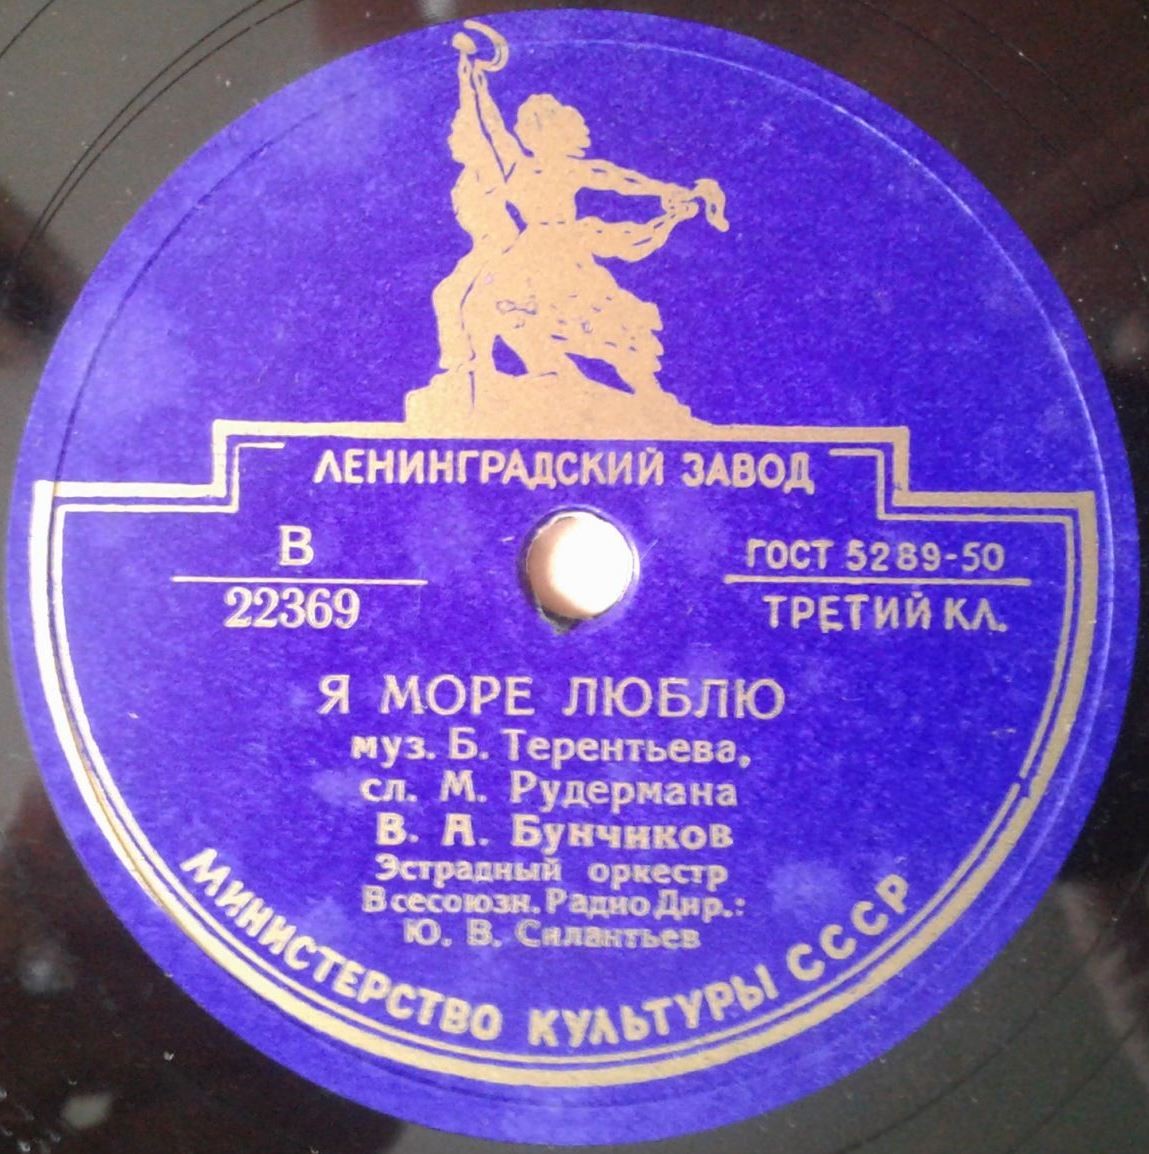 ЛЕНИНГРАДСКИЙ ЗАВОД
В
22369
ГОСТ 5289-50
ТРЕТИЙ КЛ.
Я МОРЕ ЛЮБЛЮ
муз. Б. Терентьева,
сл. М. Рудермана
В. А. Бунчиков
Эстрадный оркестр
Всесоюзн. Радио Дир.:
Ю. В. Силантьев
МИНИСТЕРСТВО КУЛЬТУРЫ СССР